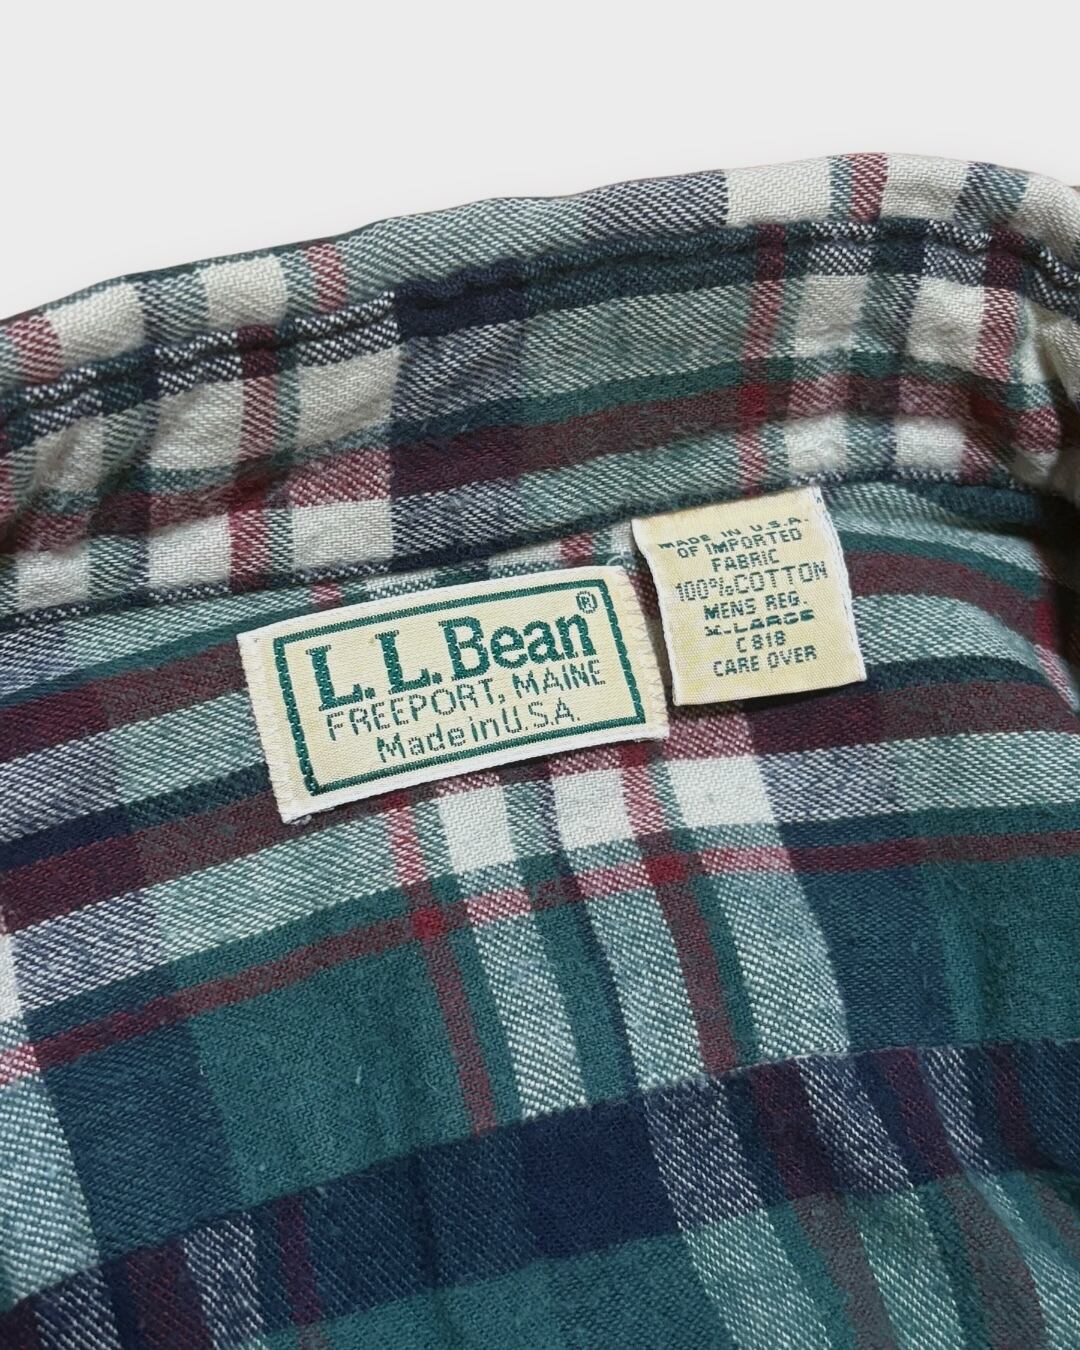 L.L.Bean®
FREEPORT, MAINE
Made in U.S.A.
MADE IN U.S.A.
OF IMPORTED
FABRIC
100% COTTON
MENS REG.
X-LARGE
C818
CARE OVER